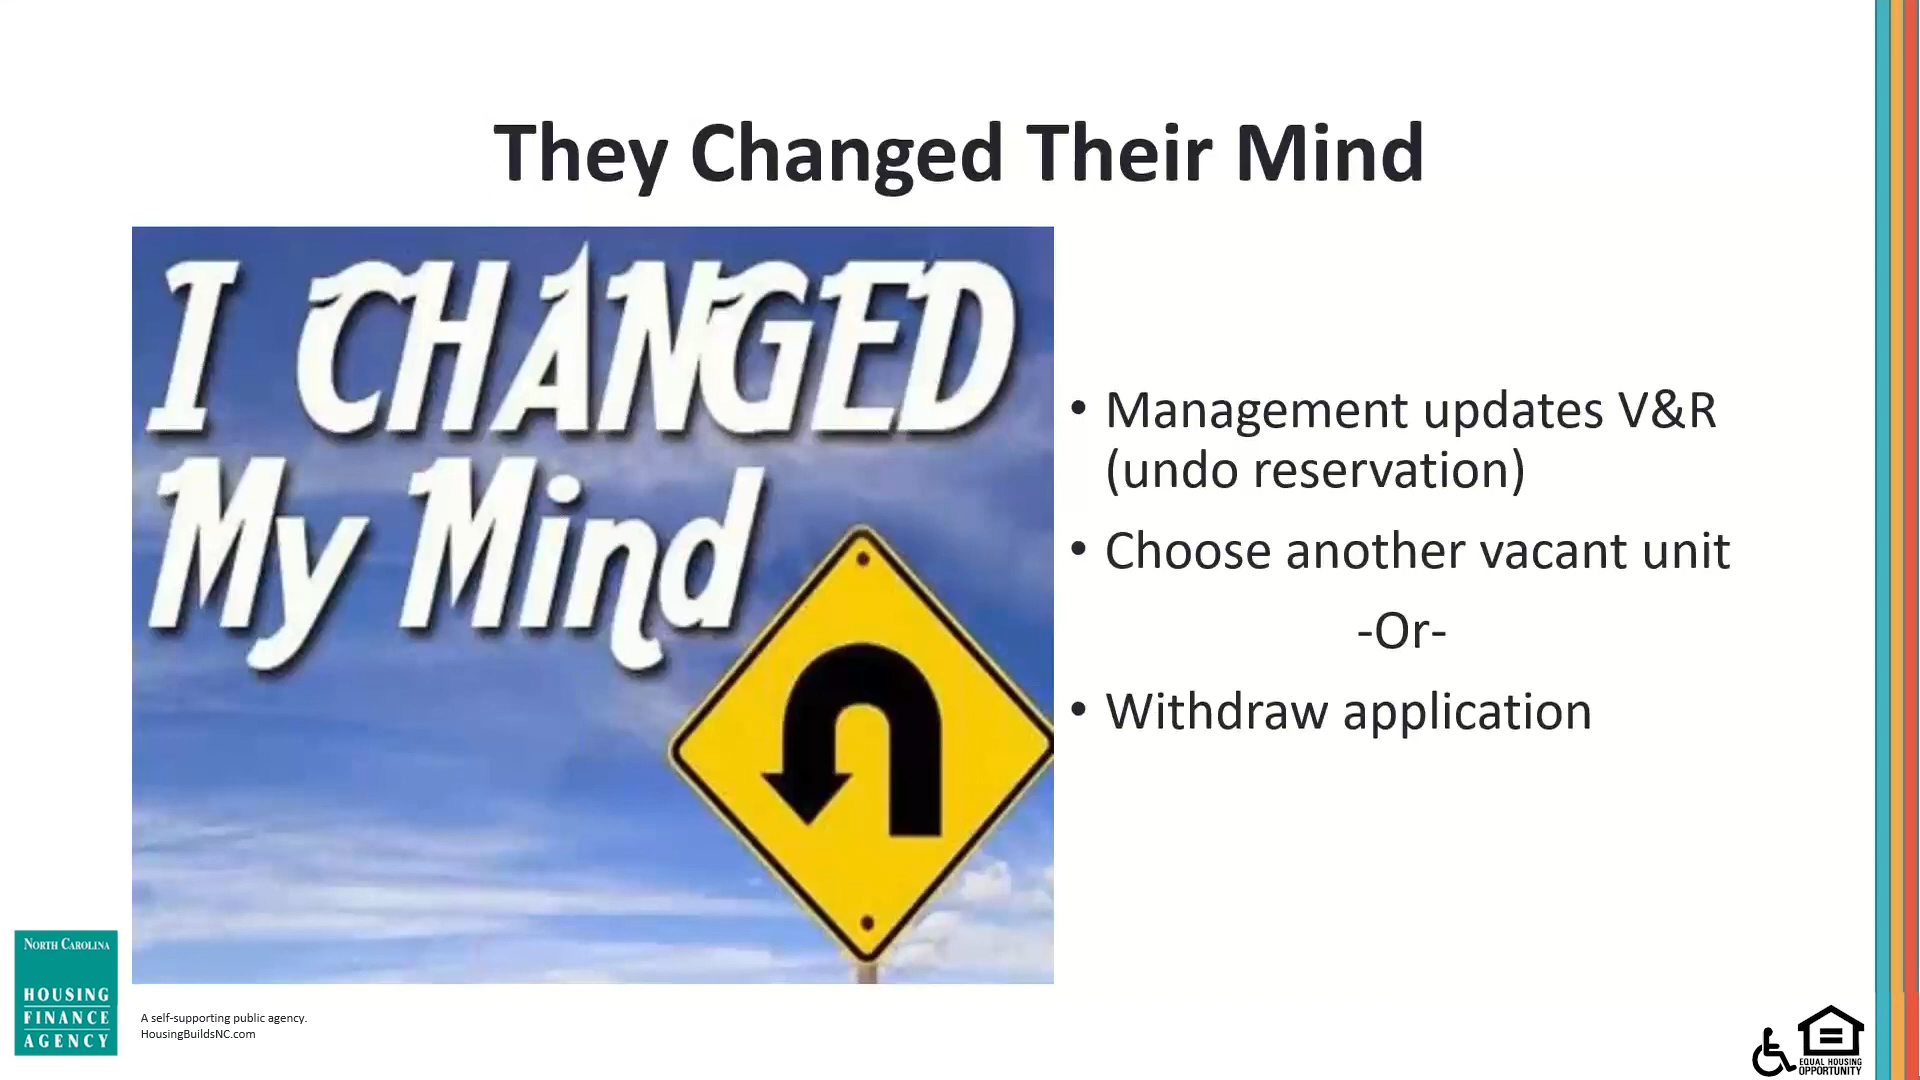 They Changed Their Mind
I CHANGED
My Mind
• Management updates V&R
(undo reservation)
• Choose another vacant unit
-Or-
• Withdraw application
NORTH CAROLINA
HOUSING
FINANCE
AGENCY
A self-supporting public agency.
HousingBuildsNC.com
EQUAL HOUSING
OPPORTUNITY